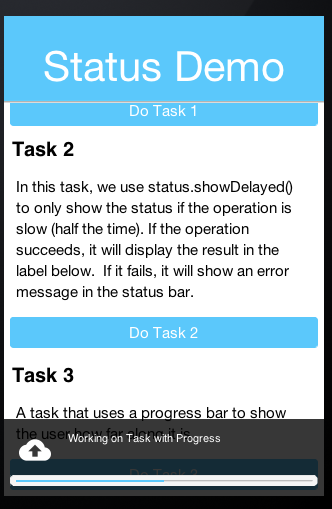 Status Demo
Do Task 1
Task 2
In this task, we use status.showDelayed()
to only show the status if the operation is
slow (half the time). If the operation
succeeds, it will display the result in the
label below.  If it fails, it will show an error
message in the status bar.
Do Task 2
Task 3
A task that uses a progress bar to show
the user how far along it is
Working on Task with Progress
Do Task 3